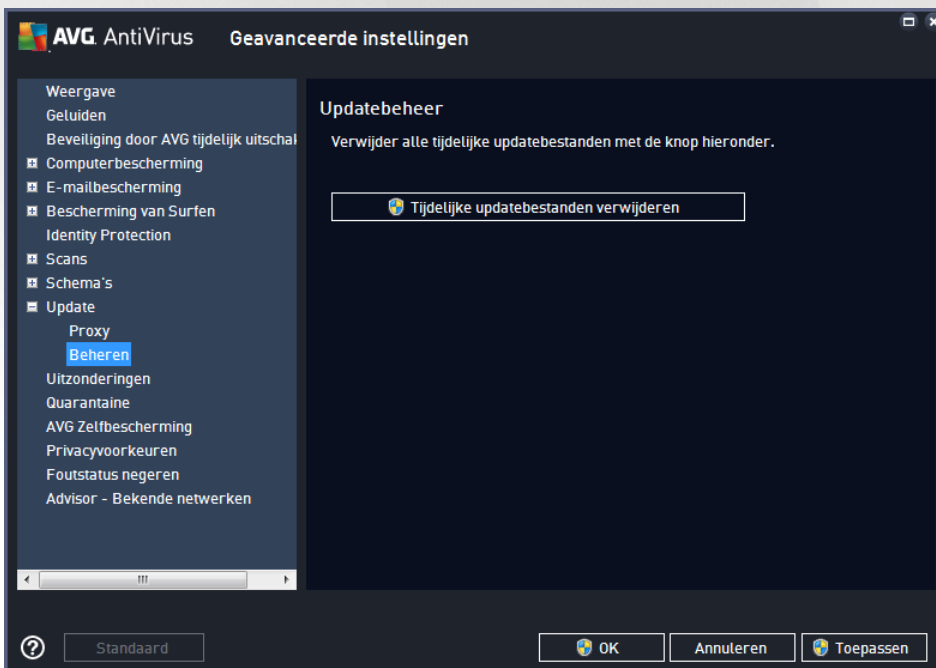 AVG. AntiVirus Geavanceerde instellingen
Weergave
Geluiden
Beveiliging door AVG tijdelijk uitschak
Computerbescherming
E-mailbescherming
Bescherming van Surfen
Identity Protection
Scans
Schema's
Update
Proxy
Beheren
Uitzonderingen
Quarantaine
AVG Zelfbescherming
Privacyvoorkeuren
Foutstatus negeren
Advisor - Bekende netwerken
Updatebeheer
Verwijder alle tijdelijke updatebestanden met de knop hieronder.
Tijdelijke updatebestanden verwijderen
? Standaard OK Annuleren Toepassen